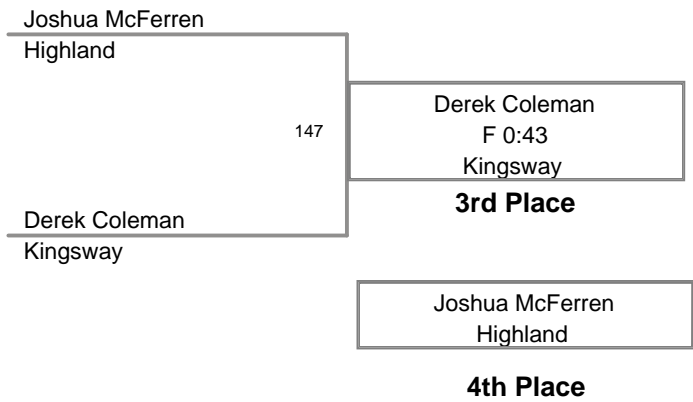 Joshua McFerren
Highland
147
Derek Coleman
F 0:43
Kingsway
3rd Place
Derek Coleman
Kingsway
Joshua McFerren
Highland
4th Place